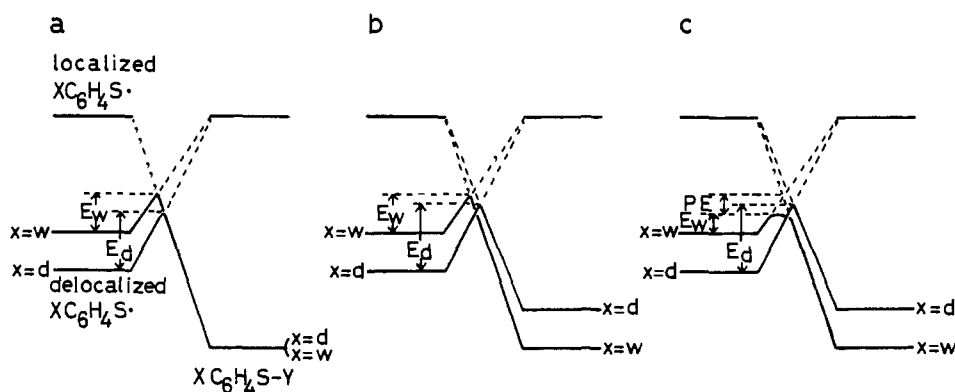 a
b
c
localized
XC₆H₄S·
E_w
E_d
x=w
x=d
delocalized
XC₆H₄S·
x=d
x=w
XC₆H₄S-Y
E_w
E_d
x=w
x=d
x=d
x=w
PE
E_w
E_d
x=w
x=d
x=d
x=w